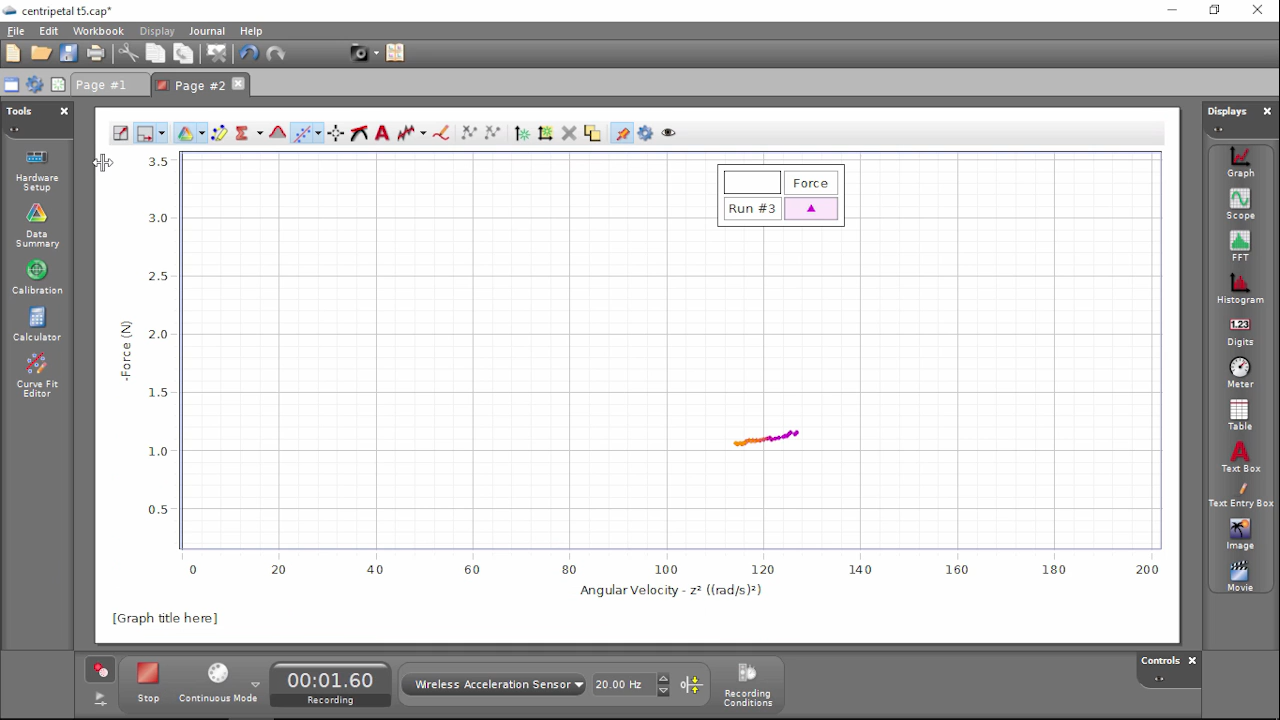 centripetal t5.cap*
File Edit Workbook Display Journal Help
Page #1 Page #2
Tools
Displays
Hardware
Setup
Data
Summary
Calibration
Calculator
Curve Fit
Editor
3.5
3.0
2.5
2.0
1.5
1.0
0.5
-Force (N)
Force
Run #3
0 20 40 60 80 100 120 140 160 180 200
Angular Velocity - z² ((rad/s)²)
[Graph title here]
Graph
Scope
FFT
Histogram
1.23
Digits
Meter
Table
Text Box
Text Entry Box
Image
Movie
Stop
Continuous Mode
00:01.60
Recording
Wireless Acceleration Sensor
20.00 Hz
Recording
Conditions
Controls